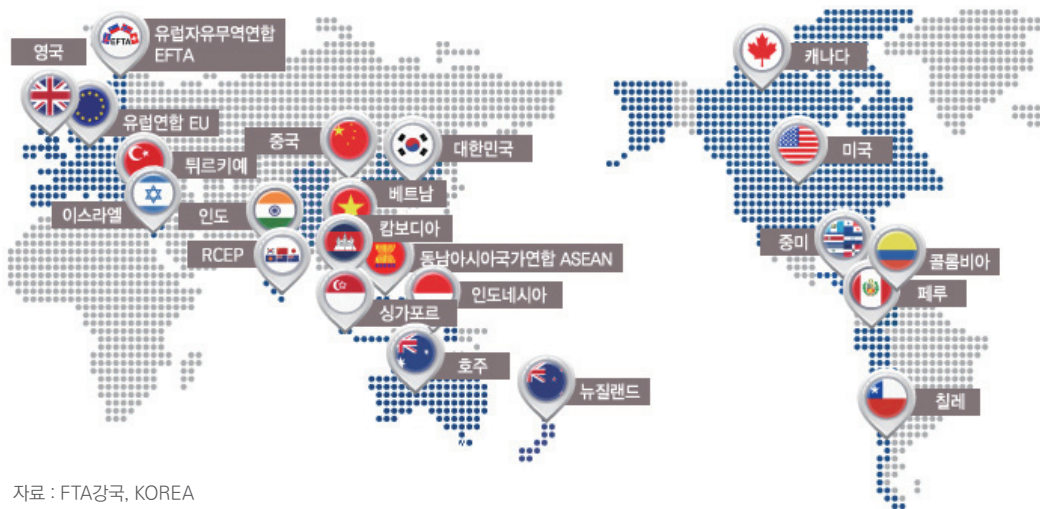 유럽자유무역연합
EFTA
EFTA
영국
유럽연합 EU
튀르키예
이스라엘
인도
RCEP
중국
대한민국
베트남
캄보디아
동남아시아국가연합 ASEAN
인도네시아
싱가포르
호주
뉴질랜드
캐나다
미국
중미
콜롬비아
페루
칠레
자료 : FTA강국, KOREA